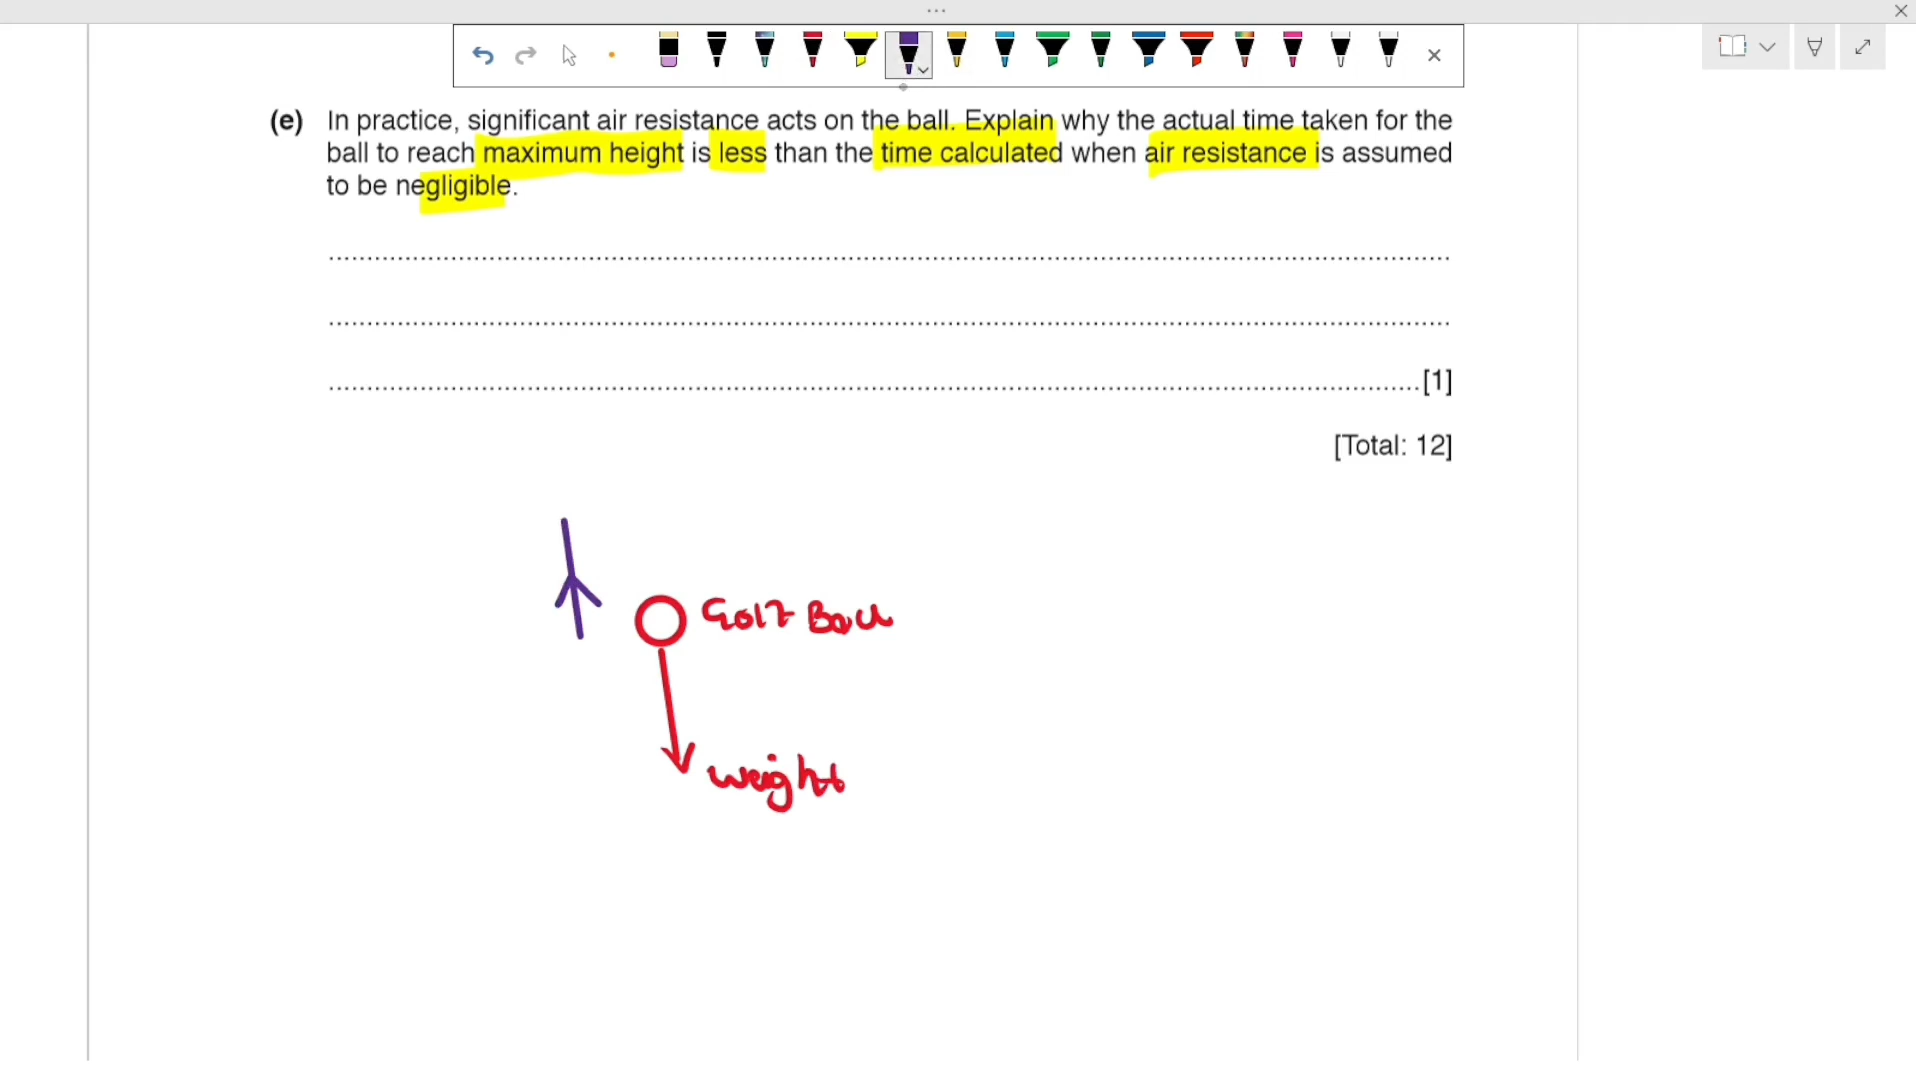 (e) In practice, significant air resistance acts on the ball. Explain why the actual time taken for the
ball to reach maximum height is less than the time calculated when air resistance is assumed
to be negligible.
[1]
[Total: 12]
Golf Ball
weight